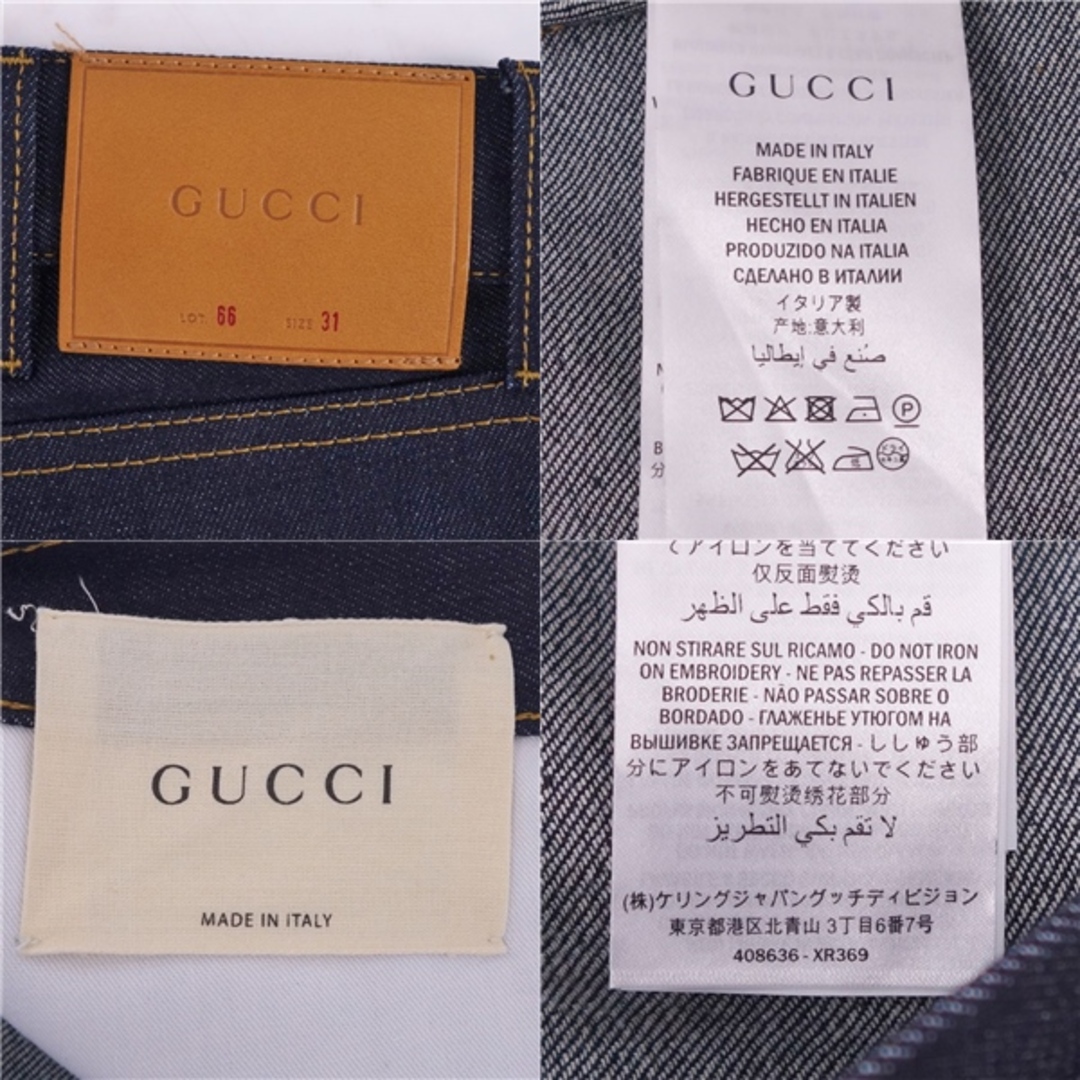 GUCCI
LOT. 66 SIZE 31
GUCCI
MADE IN ITALY
FABRIQUE EN ITALIE
HERGESTELLT IN ITALIEN
HECHO EN ITALIA
PRODUZIDO NA ITALIA
СДЕЛАНО В ИТАЛИИ
イタリア製
产地:意大利
صُنع في إيطاليا
P
GUCCI
MADE IN ITALY
てアイロンを当ててください
仅反面熨烫
قم بالكي فقط على الظهر
NON STIRARE SUL RICAMO - DO NOT IRON
ON EMBROIDERY - NE PAS REPASSER LA
BRODERIE - NÃO PASSAR SOBRE O
BORDADO - ГЛАЖЕНЬЕ УТЮГОМ НА
ВЫШИВКЕ ЗАПРЕЩАЕТСЯ - ししゅう部
分にアイロンをあてないでください
不可熨烫绣花部分
لا تقم بكي التطريز
(株)ケリングジャパングッチディビジョン
東京都港区北青山 3丁目6番7号
408636 - XR369